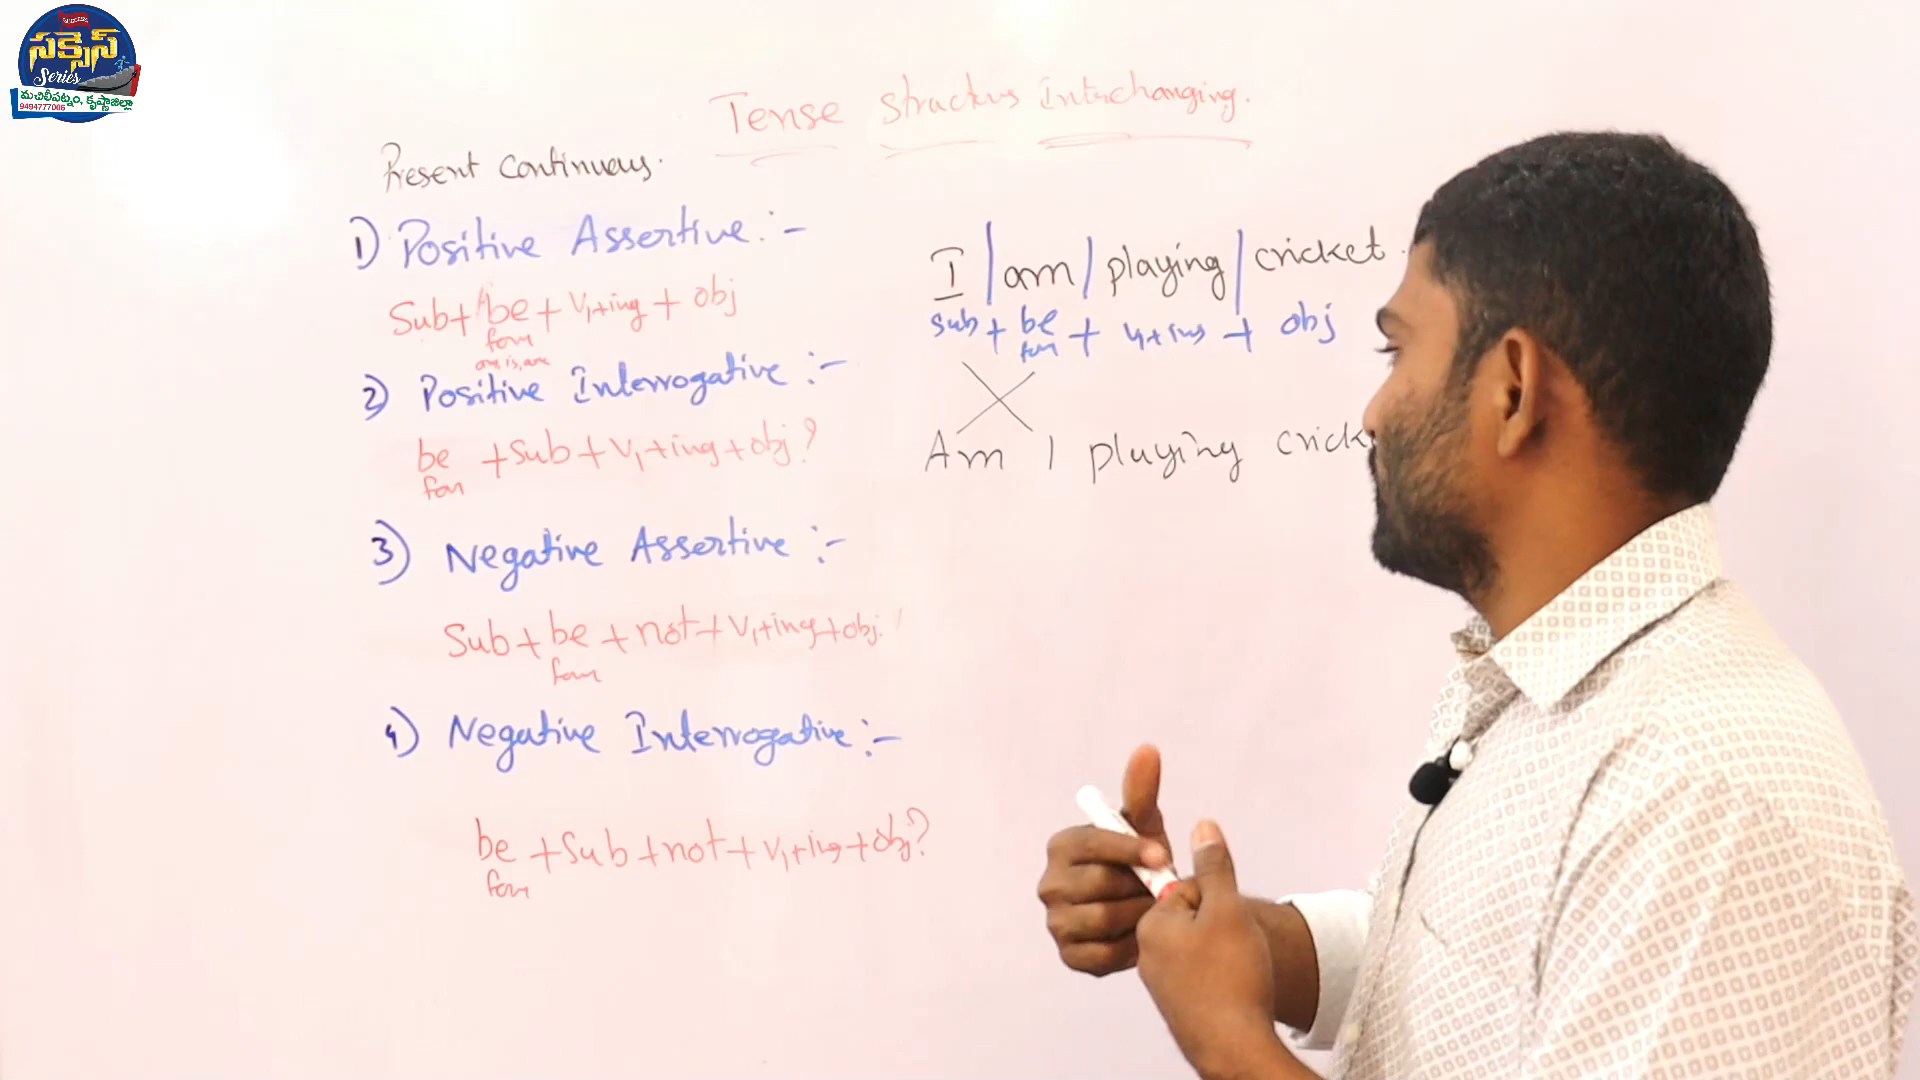 SUCCESS
సక్సెస్
Series
మచిలీపట్నం, కృష్ణాజిల్లా
9494777005
Tense structurs Interchanging.
Present Continuous.
1) Positive Assertive :-
Sub + be + V1+ing + obj
form
am, is, are
2) Positive Interrogative :-
be + Sub + V1+ing + obj?
form
3) Negative Assertive :-
Sub + be + not + V1+ing + obj.
form
4) Negative Interrogative :-
be + Sub + not + V1+ing + obj?
form
I / am / playing / cricket.
sub + be + V1+ing + obj
form
Am I playing crick